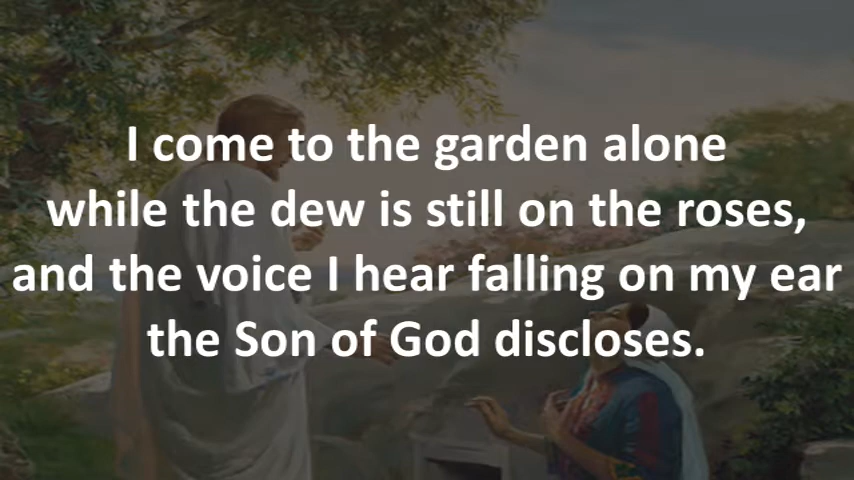 I come to the garden alone
while the dew is still on the roses,
and the voice I hear falling on my ear
the Son of God discloses.